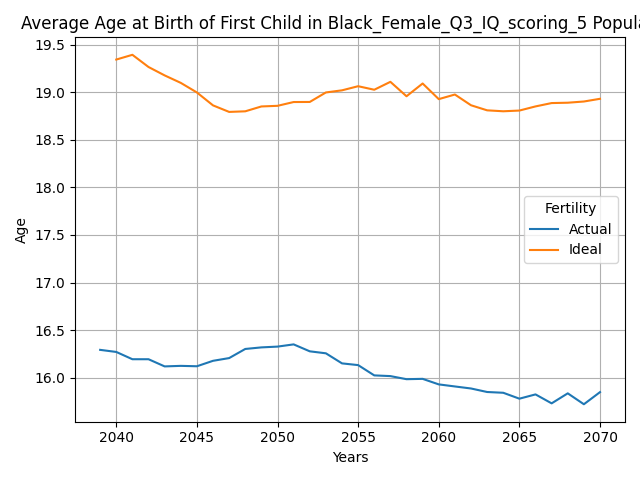 Average Age at Birth of First Child in Black_Female_Q3_IQ_scoring_5 Popula
19.5
19.0
18.5
18.0
17.5
17.0
16.5
16.0
Age
Fertility
Actual
Ideal
2040 2045 2050 2055 2060 2065 2070
Years